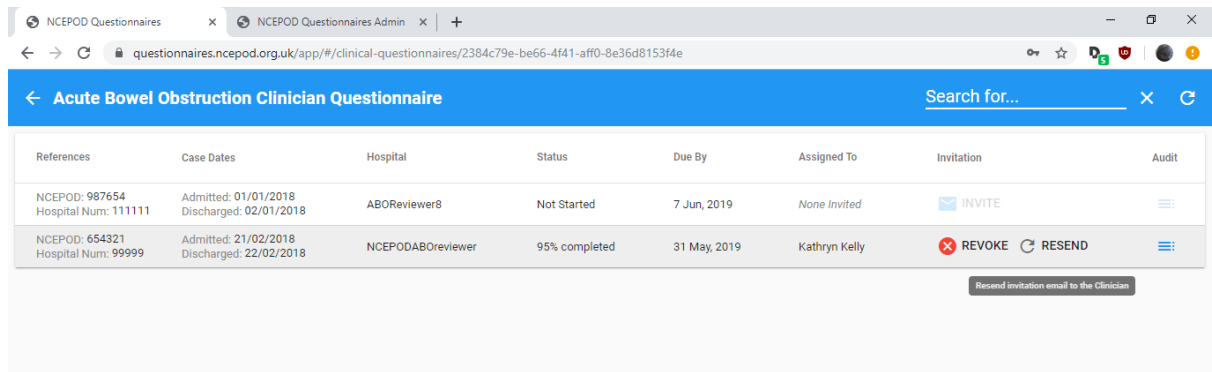 NCEPOD Questionnaires
NCEPOD Questionnaires Admin
questionnaires.ncepod.org.uk/app/#/clinical-questionnaires/2384c79e-be66-4f41-aff0-8e36d8153f4e
5
Acute Bowel Obstruction Clinician Questionnaire
Search for...
References Case Dates Hospital Status Due By Assigned To Invitation Audit
NCEPOD: 987654 Admitted: 01/01/2018
Hospital Num: 111111 Discharged: 02/01/2018 ABOReviewer8 Not Started 7 Jun, 2019 None Invited INVITE
NCEPOD: 654321 Admitted: 21/02/2018
Hospital Num: 99999 Discharged: 22/02/2018 NCEPODABOreviewer 95% completed 31 May, 2019 Kathryn Kelly REVOKE RESEND
Resend invitation email to the Clinician